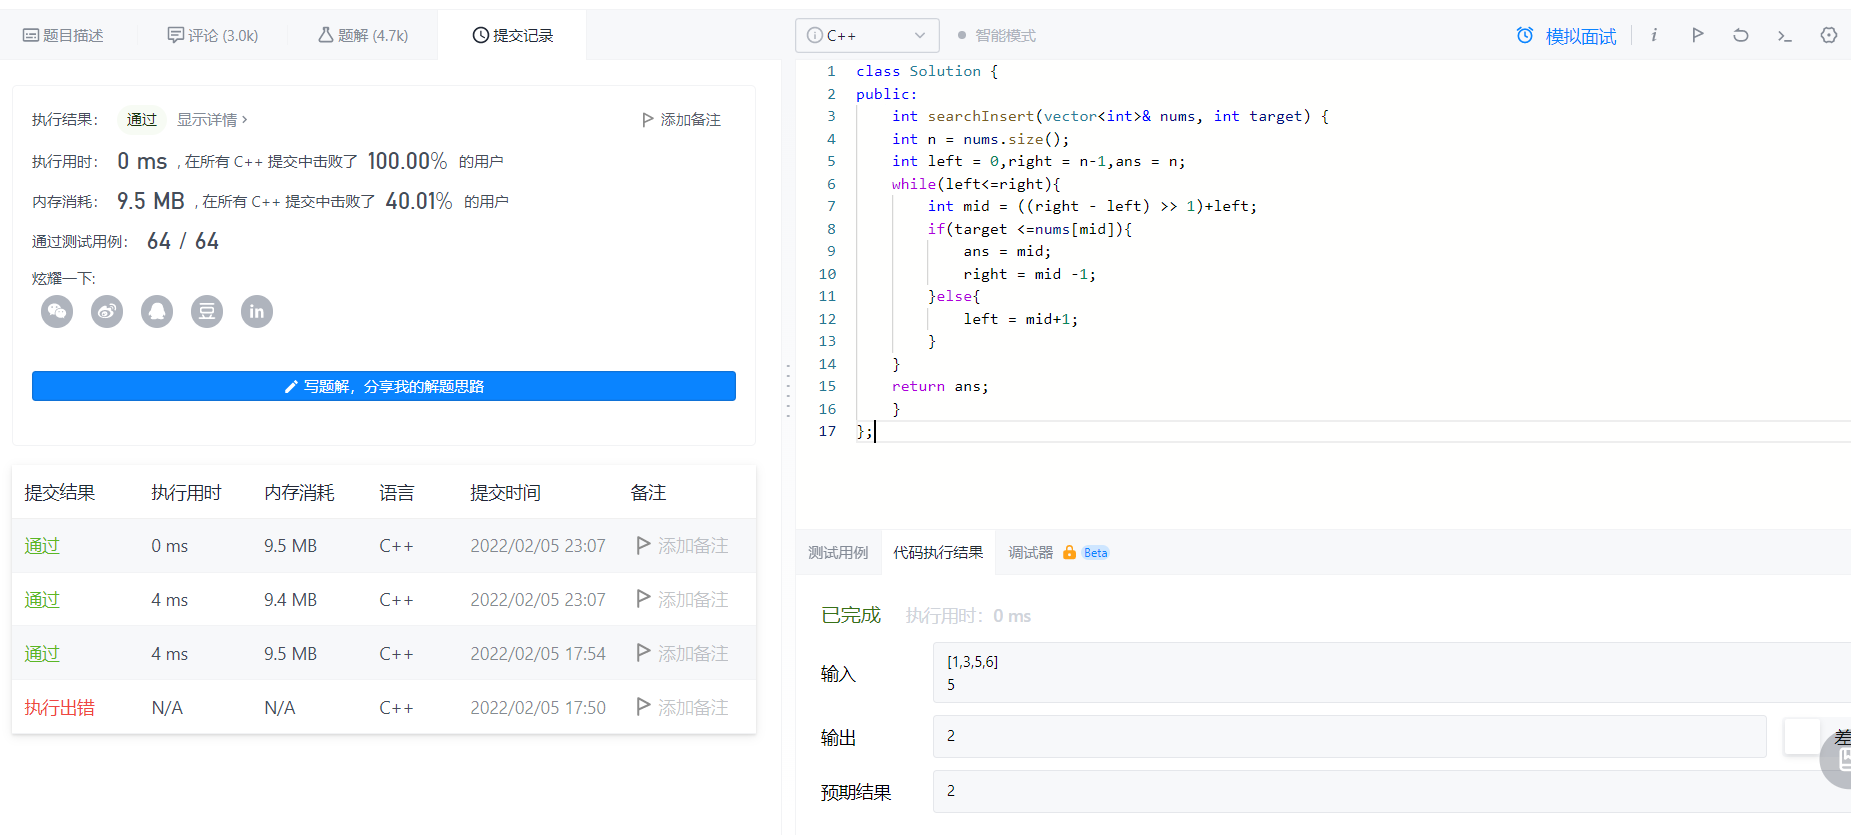 题目描述
评论 (3.0k)
题解 (4.7k)
提交记录
执行结果：
通过
显示详情 ›
添加备注
执行用时： 0 ms , 在所有 C++ 提交中击败了 100.00% 的用户
内存消耗： 9.5 MB , 在所有 C++ 提交中击败了 40.01% 的用户
通过测试用例： 64 / 64
炫耀一下:
豆
in
写题解，分享我的解题思路
提交结果 执行用时 内存消耗 语言 提交时间 备注
通过 0 ms 9.5 MB C++ 2022/02/05 23:07 添加备注
通过 4 ms 9.4 MB C++ 2022/02/05 23:07 添加备注
通过 4 ms 9.5 MB C++ 2022/02/05 17:54 添加备注
执行出错 N/A N/A C++ 2022/02/05 17:50 添加备注
C++
智能模式
模拟面试
i
1 class Solution {
2 public:
3 int searchInsert(vector<int>& nums, int target) {
4 int n = nums.size();
5 int left = 0,right = n-1,ans = n;
6 while(left<=right){
7 int mid = ((right - left) >> 1)+left;
8 if(target <=nums[mid]){
9 ans = mid;
10 right = mid -1;
11 }else{
12 left = mid+1;
13 }
14 }
15 return ans;
16 }
17 };
测试用例
代码执行结果
调试器
Beta
已完成 执行用时：0 ms
输入
[1,3,5,6]
5
输出
2
差
预期结果
2